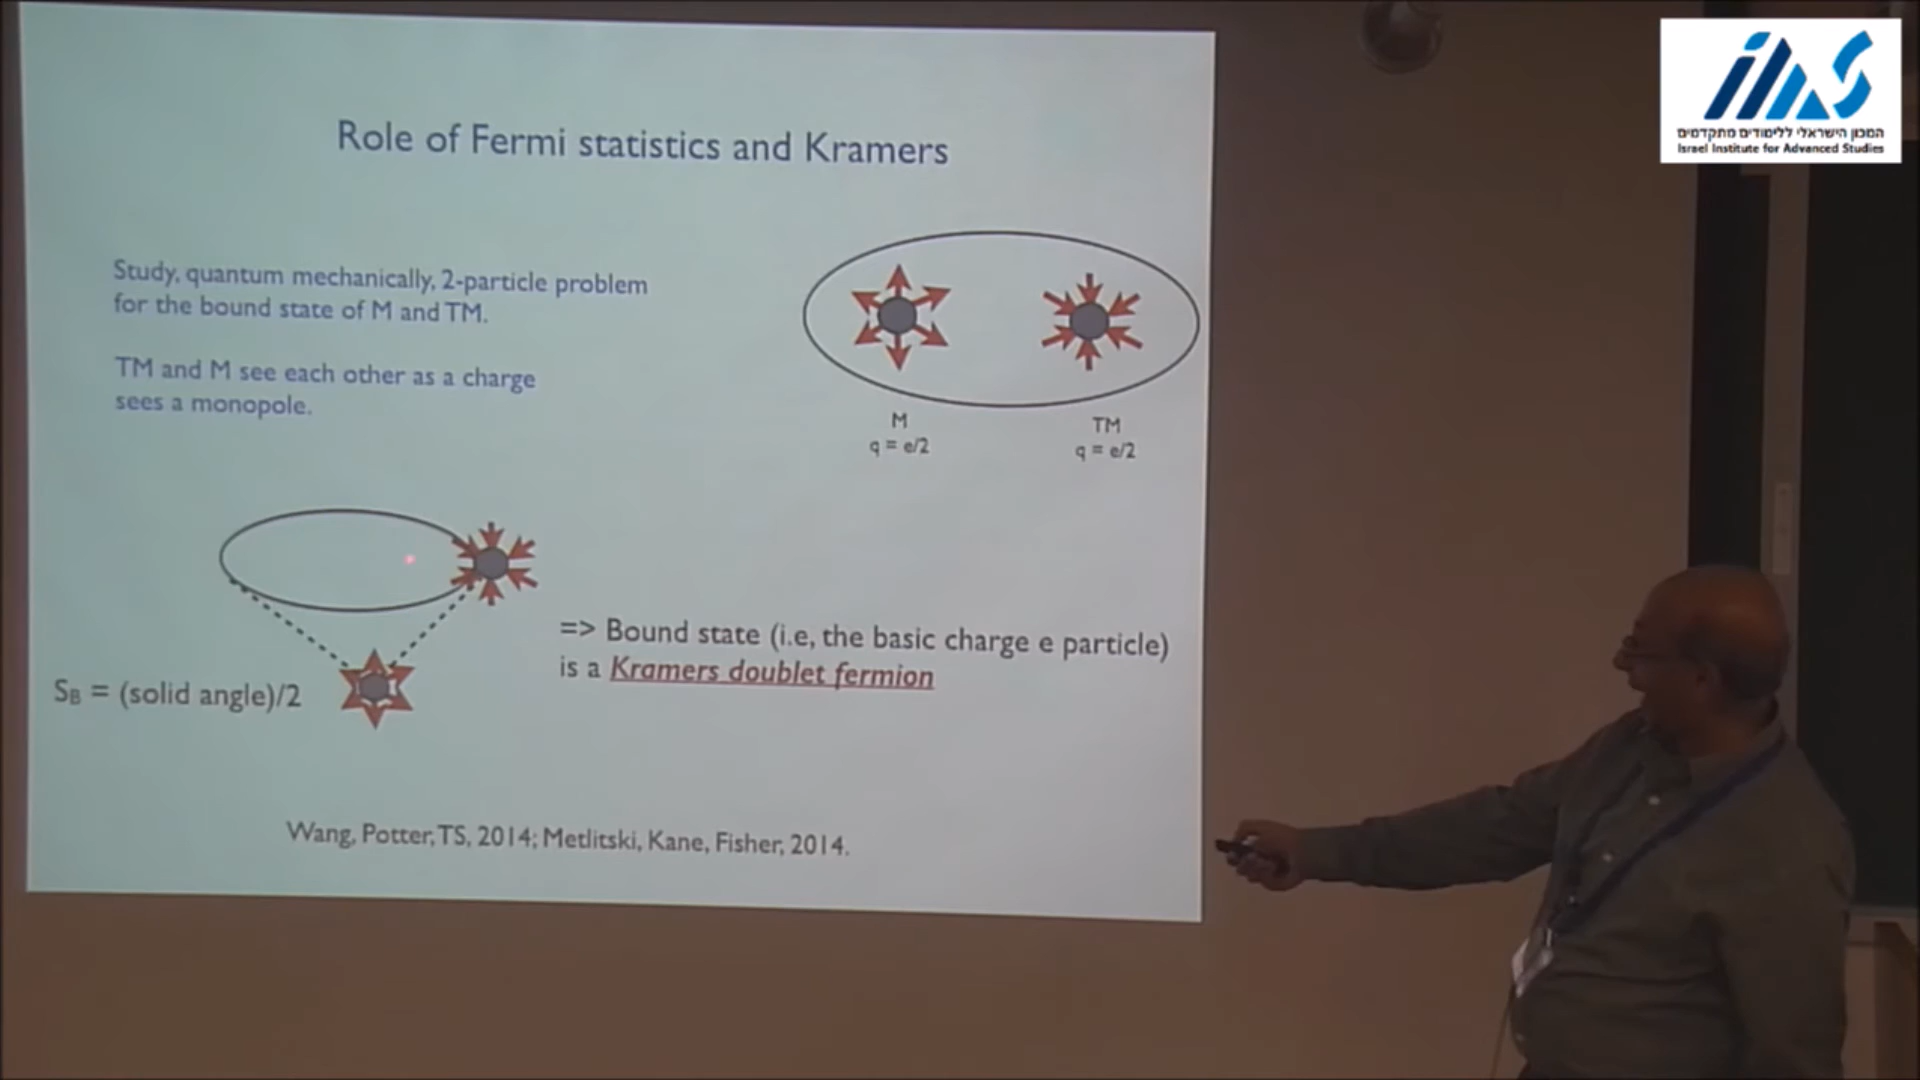 Role of Fermi statistics and Kramers
Study, quantum mechanically, 2-particle problem
for the bound state of M and TM.
TM and M see each other as a charge
sees a monopole.
M
q = e/2
TM
q = e/2
=> Bound state (i.e, the basic charge e particle)
is a Kramers doublet fermion
S_B = (solid angle)/2
Wang, Potter, TS, 2014; Metlitski, Kane, Fisher, 2014.
המכון הישראלי ללימודים מתקדמים
Israel Institute for Advanced Studies